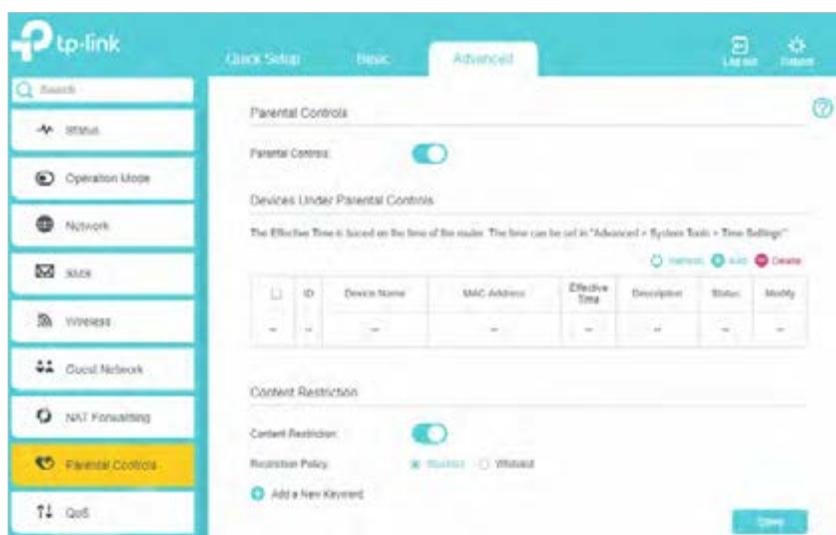 tp-link
Quick Setup
Basic
Advanced
Log out
Reboot
Search
Status
Operation Mode
Network
SMS
Wireless
Guest Network
NAT Forwarding
Parental Controls
QoS
Parental Controls
Parental Controls:
Devices Under Parental Controls
The Effective Time is based on the time of the router. The time can be set in "Advanced > System Tools > Time Settings".
Refresh Add Delete
ID Device Name MAC Address Effective Time Description Status Modify
-- -- -- -- -- -- -- --
Content Restriction
Content Restriction:
Restriction Policy: Blacklist Whitelist
Add a New Keyword
Save